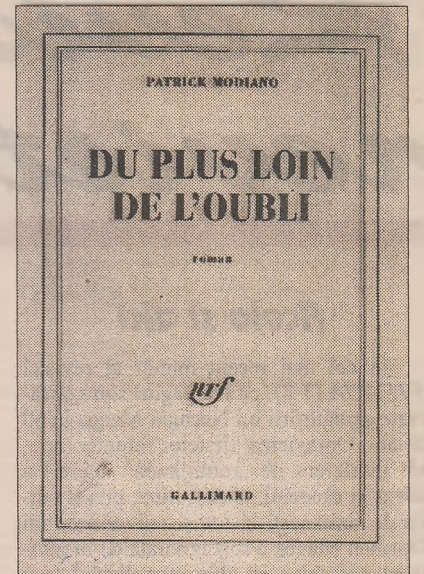 PATRICK MODIANO
DU PLUS LOIN
DE L'OUBLI
roman
nrf
GALLIMARD